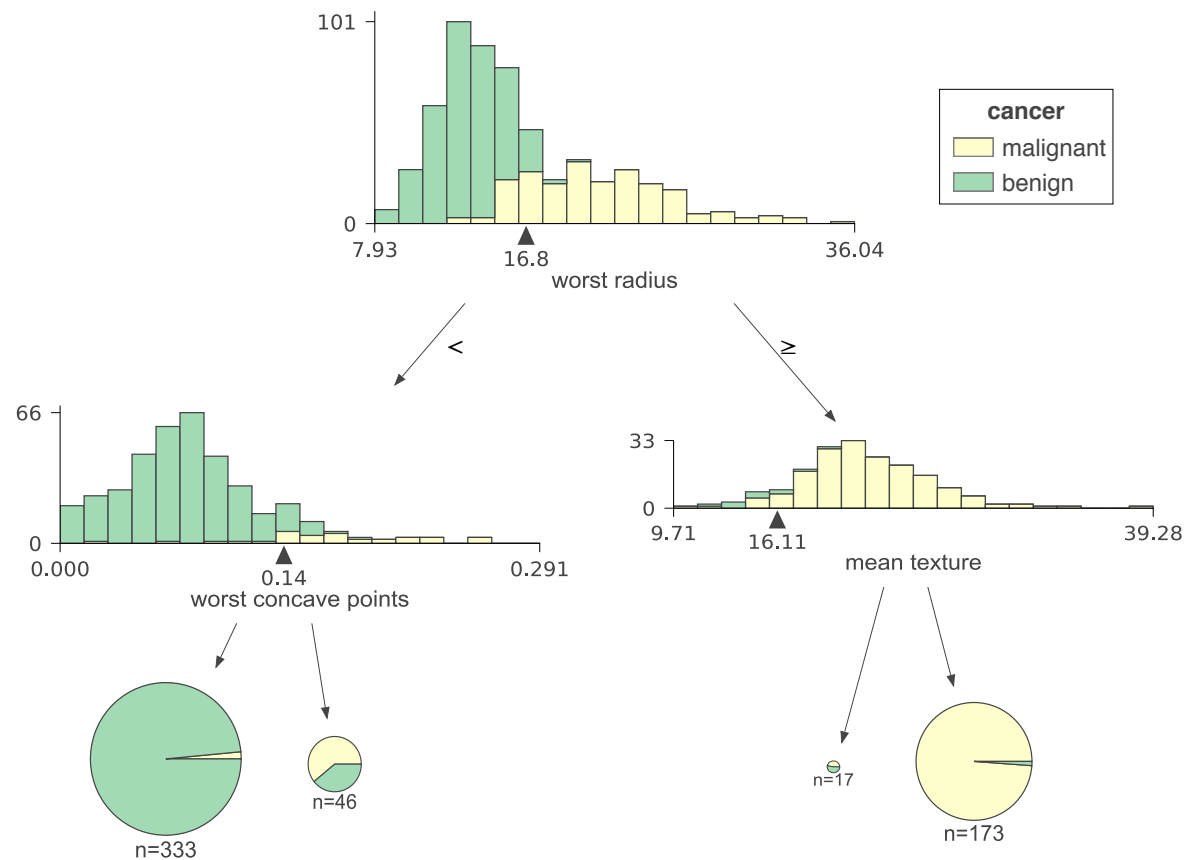 101
0
7.93
16.8
36.04
worst radius
cancer
malignant
benign
<
≥
66
0
0.000
0.14
0.291
worst concave points
33
0
9.71
16.11
39.28
mean texture
n=333
n=46
n=17
n=173